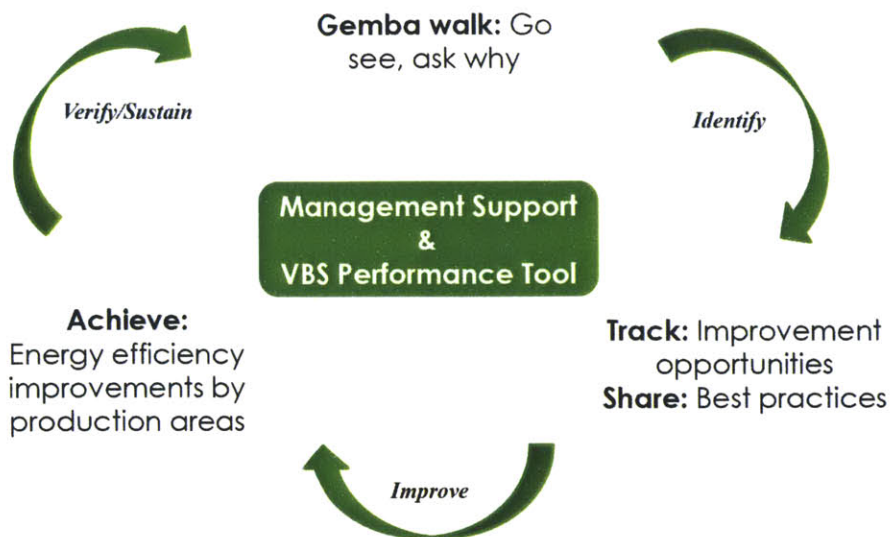 Gemba walk: Go
see, ask why
Verify/Sustain
Identify
Management Support
&
VBS Performance Tool
Achieve:
Energy efficiency
improvements by
production areas
Track: Improvement
opportunities
Share: Best practices
Improve